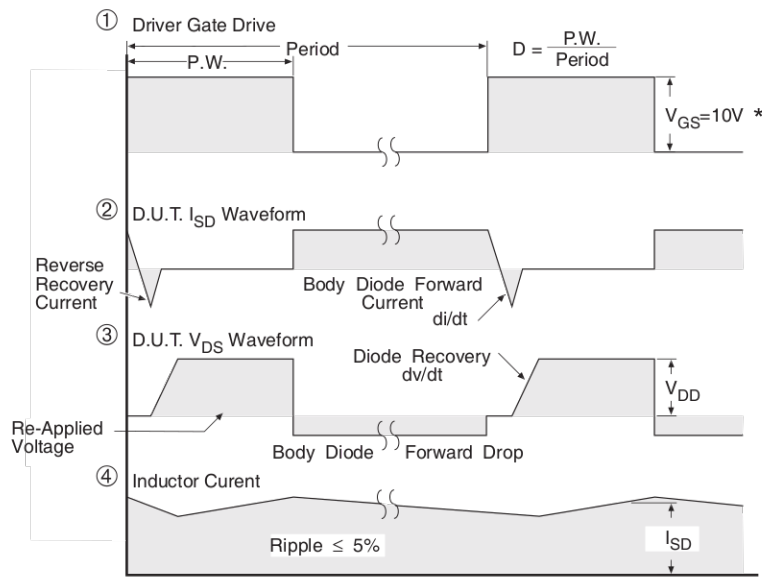 ① Driver Gate Drive
Period
P.W.
D = P.W. / Period
V_GS=10V *
② D.U.T. I_SD Waveform
Reverse
Recovery
Current
Body Diode Forward
Current
di/dt
③ D.U.T. V_DS Waveform
Diode Recovery
dv/dt
V_DD
Re-Applied
Voltage
Body Diode Forward Drop
④ Inductor Curent
Ripple ≤ 5%
I_SD